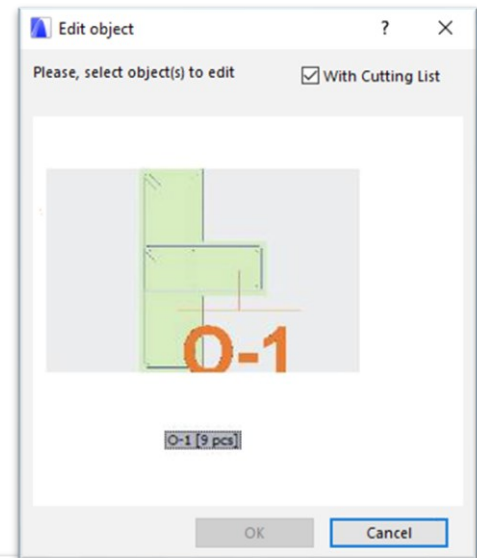 Edit object ?
Please, select object(s) to edit With Cutting List
O-1
O-1 [9 pcs]
OK Cancel